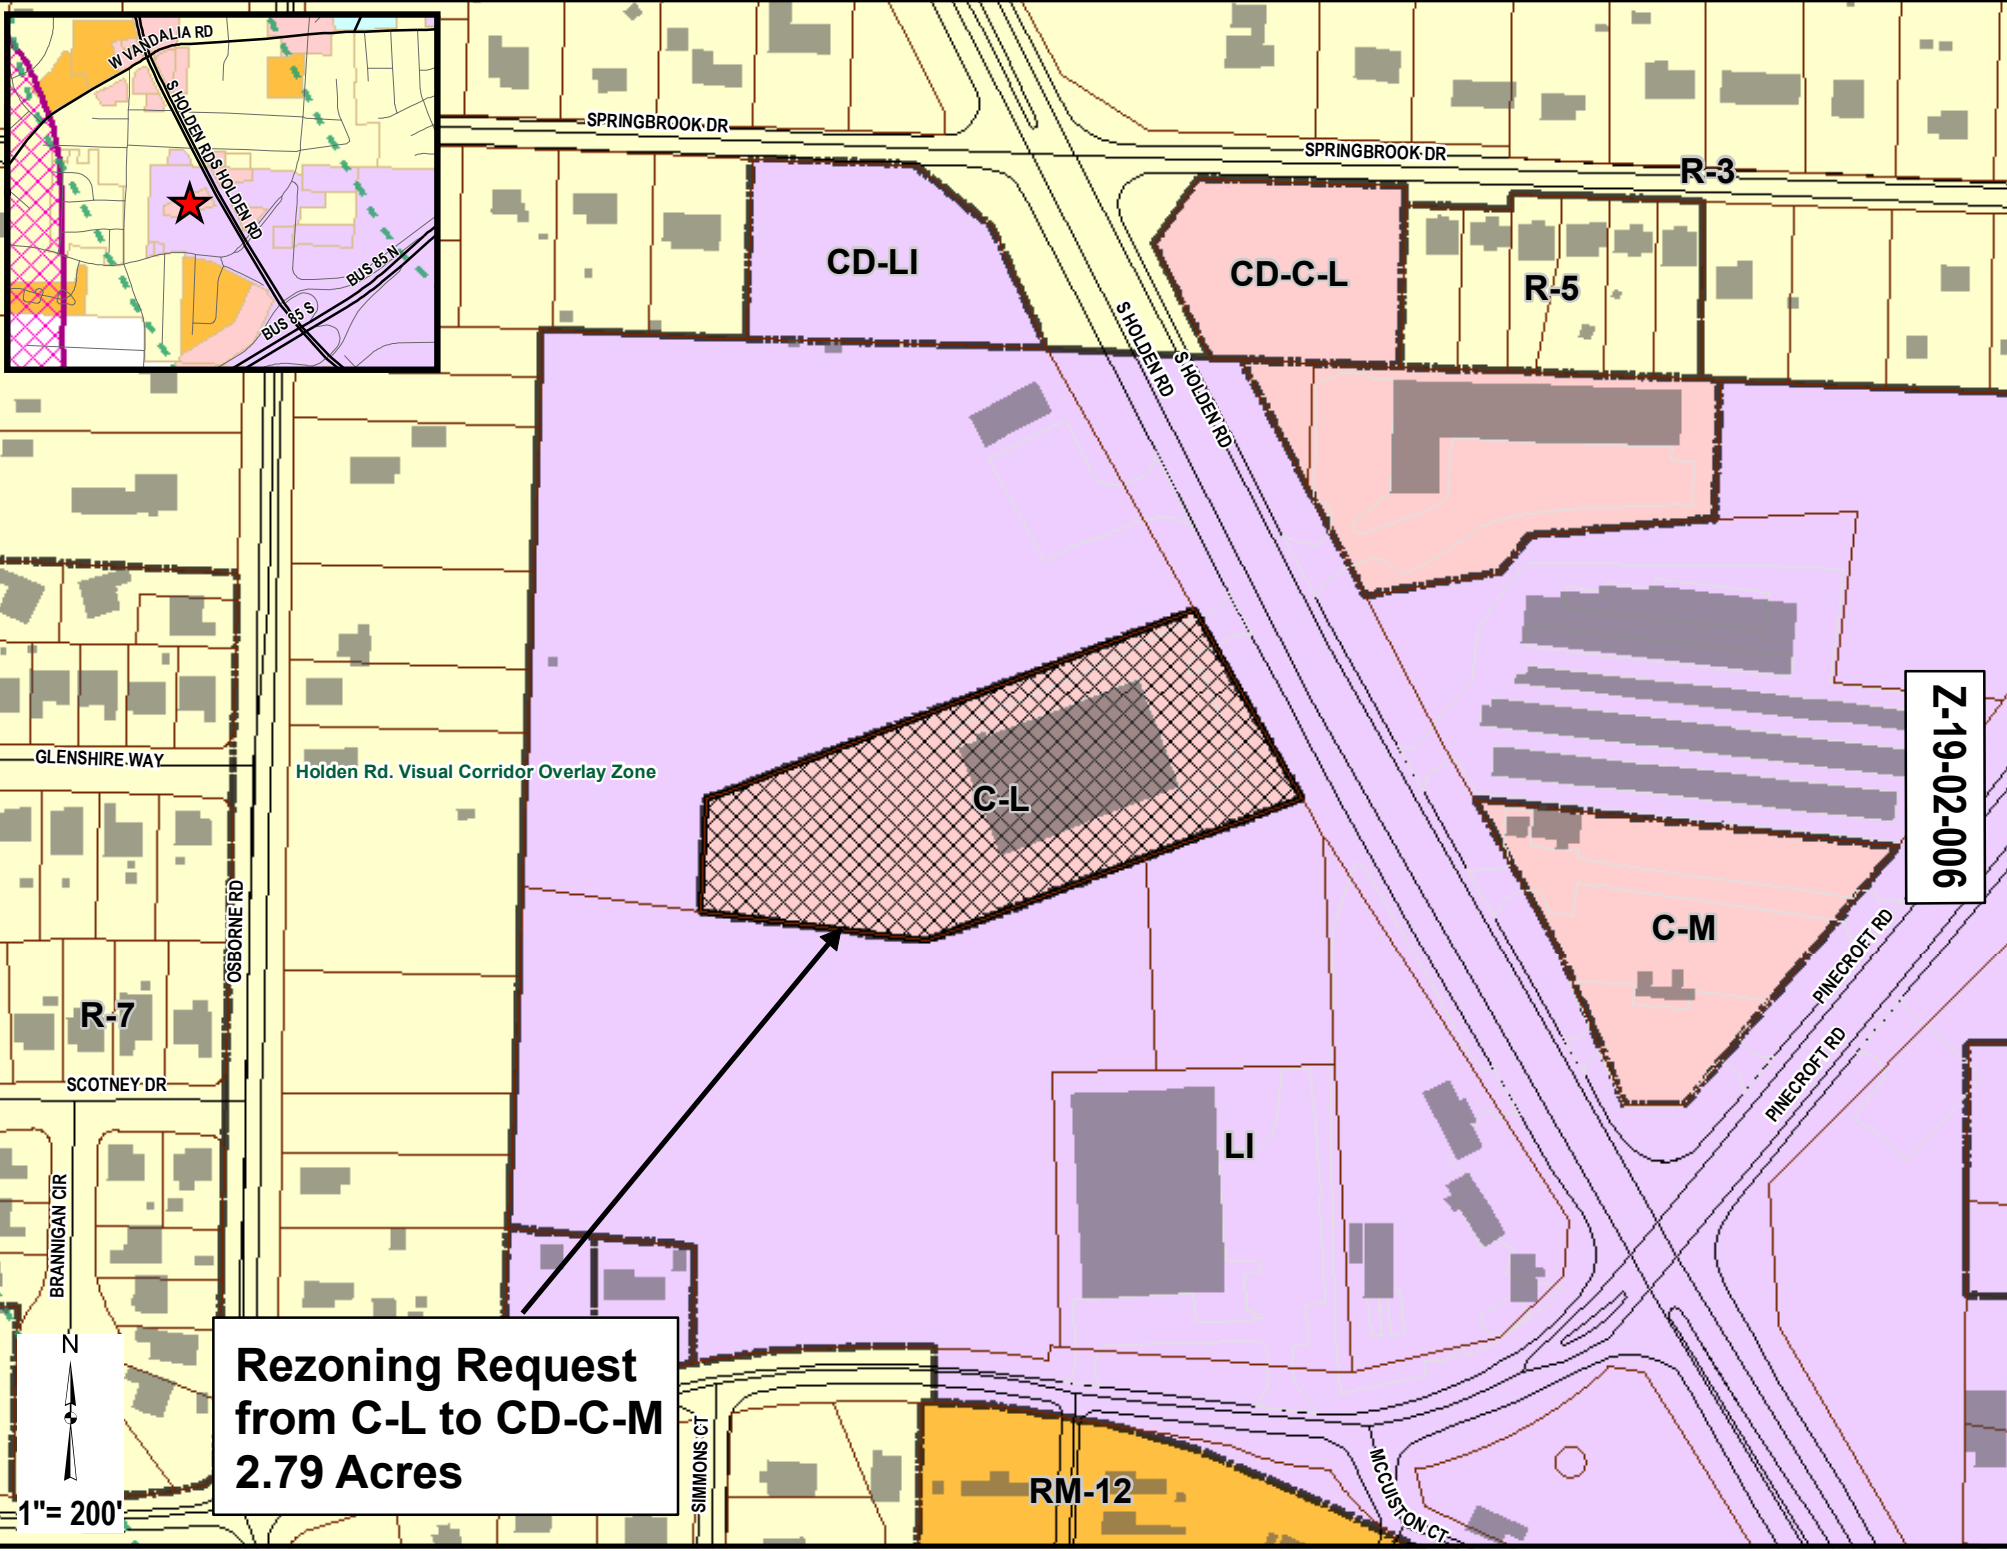 W VANDALIA RD
S HOLDEN RD
S HOLDEN RD
BUS 85 N
BUS 85 S
SPRINGBROOK DR
SPRINGBROOK DR
R-3
CD-LI
CD-C-L
R-5
S HOLDEN RD
S HOLDEN RD
Z-19-02-006
GLENSHIRE WAY
Holden Rd. Visual Corridor Overlay Zone
C-L
OSBORNE RD
C-M
PINECROFT RD
R-7
PINECROFT RD
SCOTNEY DR
LI
BRANNIGAN CIR
N
1"= 200'
Rezoning Request
from C-L to CD-C-M
2.79 Acres
SIMMONS CT
RM-12
MCCUISTON CT